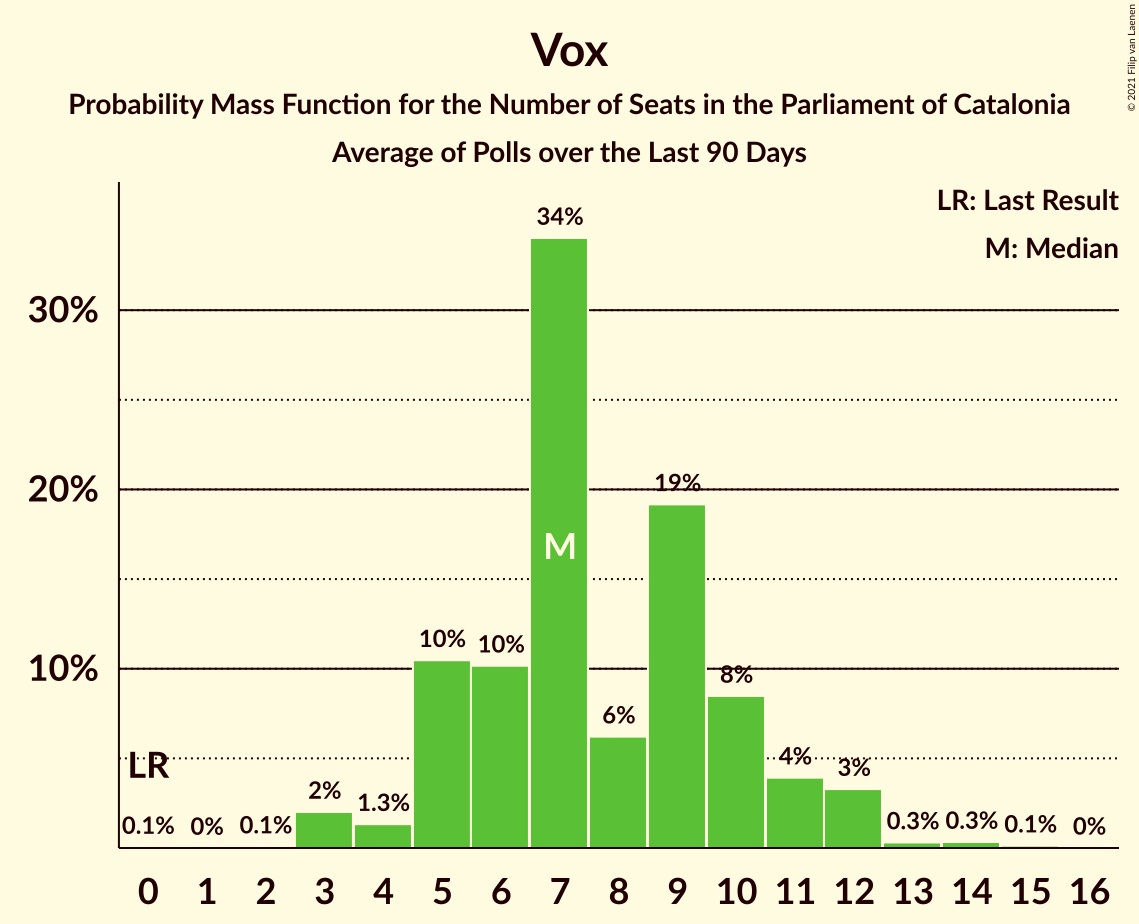 Vox
Probability Mass Function for the Number of Seats in the Parliament of Catalonia
Average of Polls over the Last 90 Days
© 2021 Filip van Laenen
LR: Last Result
M: Median
34%
30%
20%
19%
M
10%
10%
10%
8%
6%
LR
4%
3%
2%
1.3%
0.1%
0%
0.1%
0.3%
0.3%
0.1%
0%
0 1 2 3 4 5 6 7 8 9 10 11 12 13 14 15 16